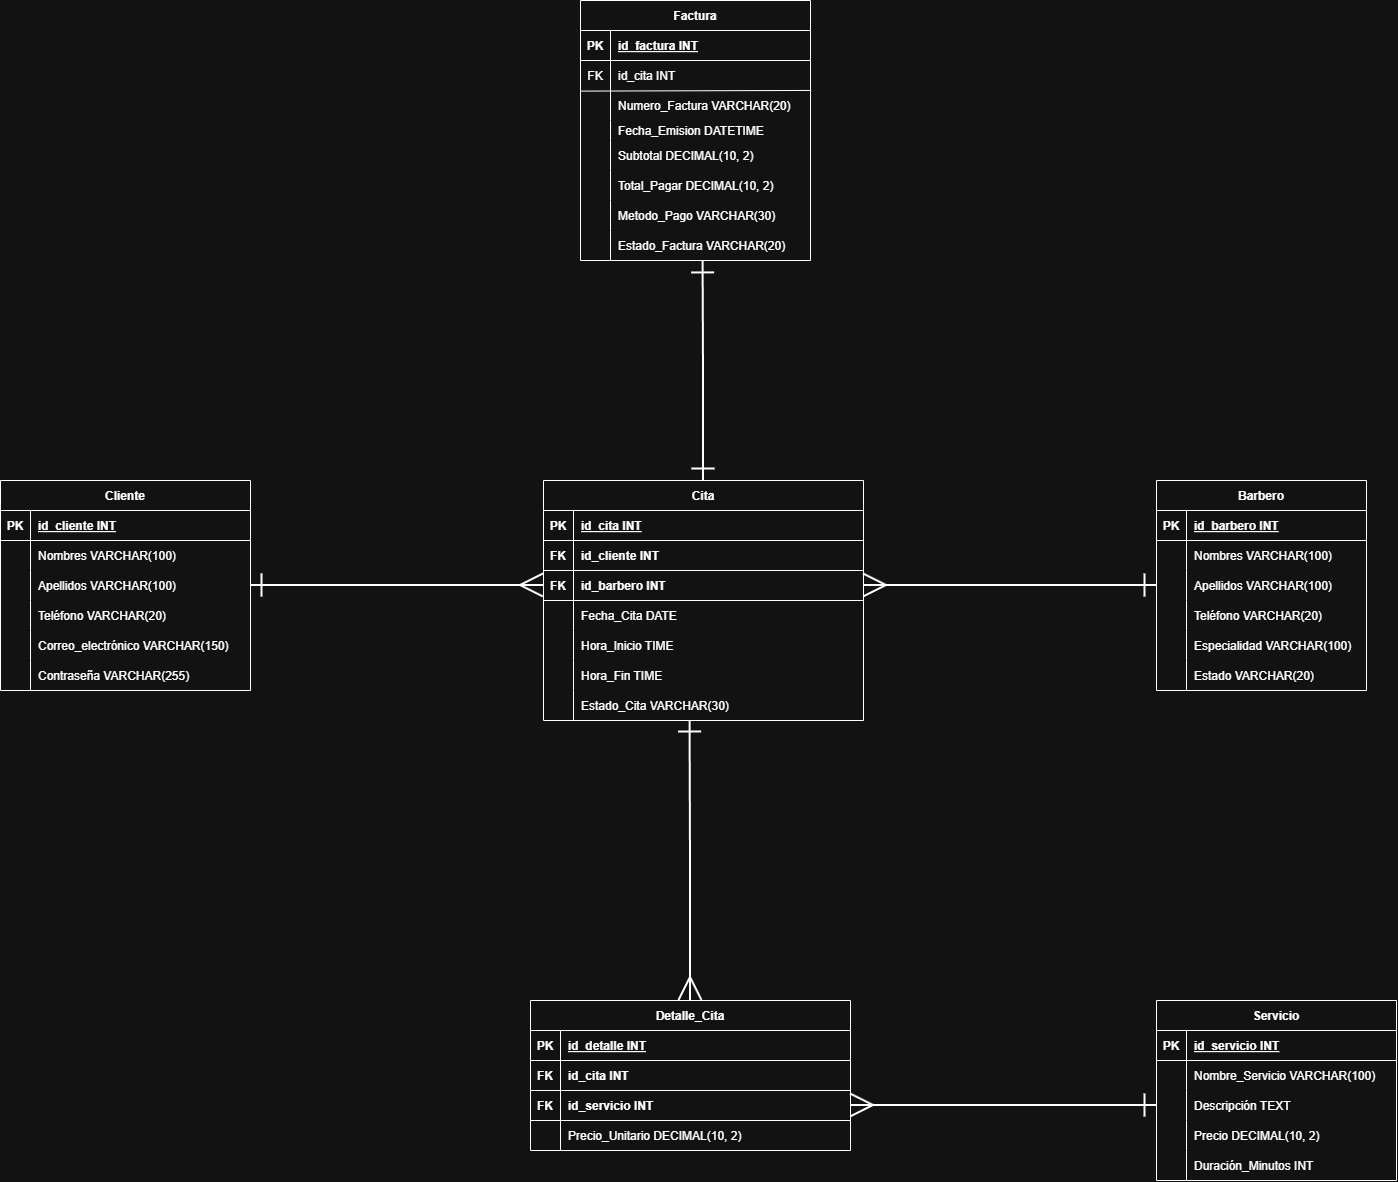 Factura
PK id_factura INT
FK id_cita INT
Numero_Factura VARCHAR(20)
Fecha_Emision DATETIME
Subtotal DECIMAL(10, 2)
Total_Pagar DECIMAL(10, 2)
Metodo_Pago VARCHAR(30)
Estado_Factura VARCHAR(20)
Cliente
PK id_cliente INT
Nombres VARCHAR(100)
Apellidos VARCHAR(100)
Teléfono VARCHAR(20)
Correo_electrónico VARCHAR(150)
Contraseña VARCHAR(255)
Cita
PK id_cita INT
FK id_cliente INT
FK id_barbero INT
Fecha_Cita DATE
Hora_Inicio TIME
Hora_Fin TIME
Estado_Cita VARCHAR(30)
Barbero
PK id_barbero INT
Nombres VARCHAR(100)
Apellidos VARCHAR(100)
Teléfono VARCHAR(20)
Especialidad VARCHAR(100)
Estado VARCHAR(20)
Detalle_Cita
PK id_detalle INT
FK id_cita INT
FK id_servicio INT
Precio_Unitario DECIMAL(10, 2)
Servicio
PK id_servicio INT
Nombre_Servicio VARCHAR(100)
Descripción TEXT
Precio DECIMAL(10, 2)
Duración_Minutos INT